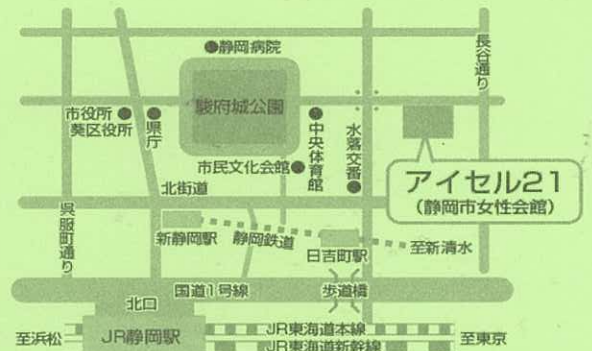 静岡病院
長谷通り
駿府城公園
市役所
葵区役所
県庁
中央体育館
水落交番
市民文化会館
アイセル21
(静岡市女性会館)
北街道
呉服町通り
新静岡駅
静岡鉄道
日吉町駅
至新清水
国道1号線
歩道橋
北口
至浜松
JR静岡駅
JR東海道本線
JR東海道新幹線
至東京